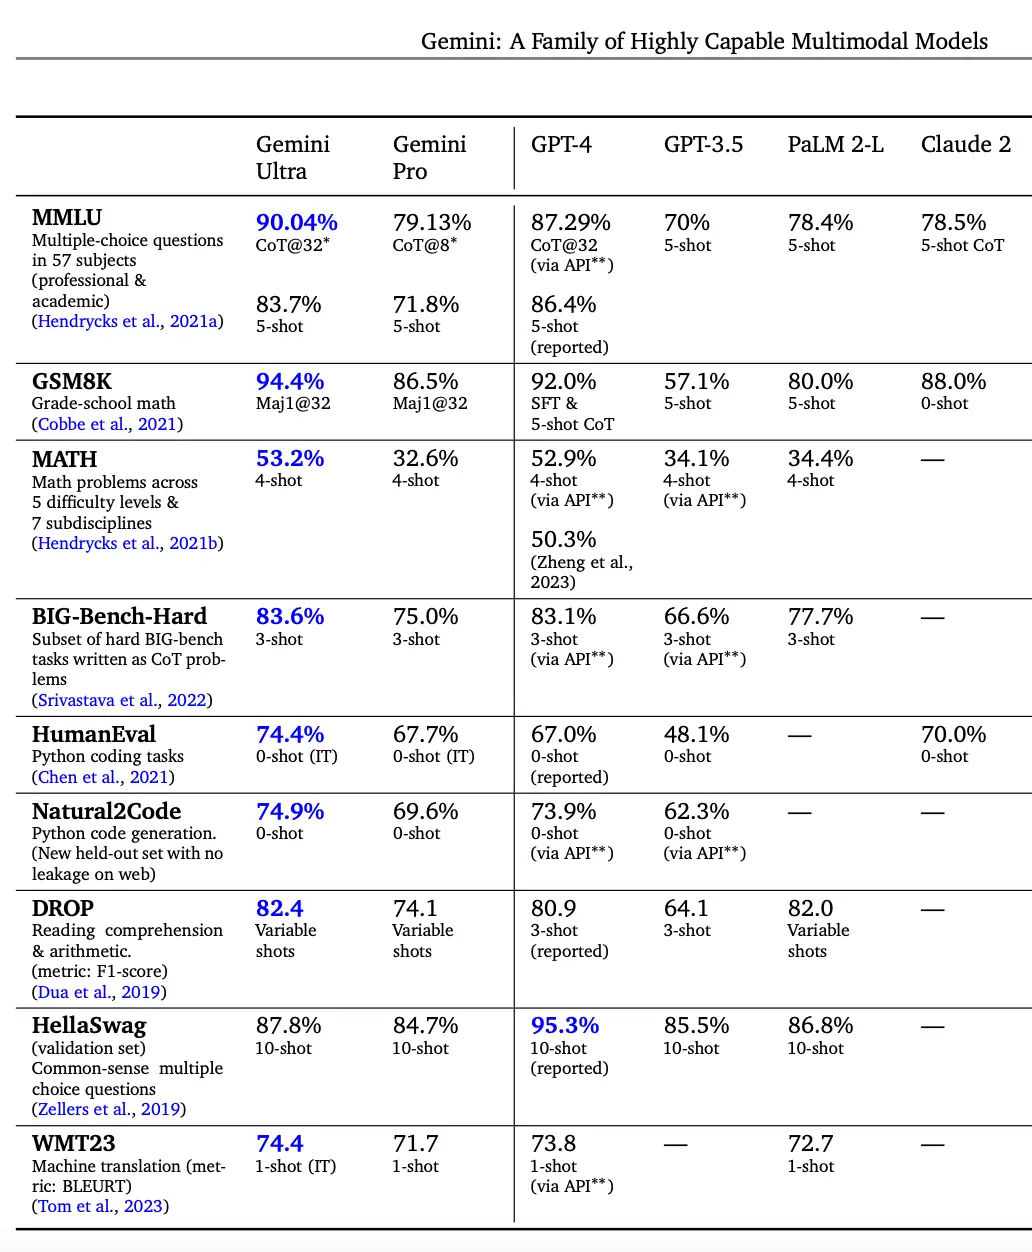 Gemini: A Family of Highly Capable Multimodal Models
Gemini Ultra Gemini Pro GPT-4 GPT-3.5 PaLM 2-L Claude 2
MMLU 90.04% 79.13% 87.29% 70% 78.4% 78.5%
Multiple-choice questions CoT@32* CoT@8* CoT@32 5-shot 5-shot 5-shot CoT
in 57 subjects (via API**)
(professional &
academic) 83.7% 71.8% 86.4%
(Hendrycks et al., 2021a) 5-shot 5-shot 5-shot
(reported)
GSM8K 94.4% 86.5% 92.0% 57.1% 80.0% 88.0%
Grade-school math Maj1@32 Maj1@32 SFT & 5-shot 5-shot 0-shot
(Cobbe et al., 2021) 5-shot CoT
MATH 53.2% 32.6% 52.9% 34.1% 34.4% —
Math problems across 4-shot 4-shot 4-shot 4-shot 4-shot
5 difficulty levels & (via API**) (via API**)
7 subdisciplines
(Hendrycks et al., 2021b) 50.3%
(Zheng et al.,
2023)
BIG-Bench-Hard 83.6% 75.0% 83.1% 66.6% 77.7% —
Subset of hard BIG-bench 3-shot 3-shot 3-shot 3-shot 3-shot
tasks written as CoT prob- (via API**) (via API**)
lems
(Srivastava et al., 2022)
HumanEval 74.4% 67.7% 67.0% 48.1% — 70.0%
Python coding tasks 0-shot (IT) 0-shot (IT) 0-shot 0-shot 0-shot
(Chen et al., 2021) (reported)
Natural2Code 74.9% 69.6% 73.9% 62.3% — —
Python code generation. 0-shot 0-shot 0-shot 0-shot
(New held-out set with no (via API**) (via API**)
leakage on web)
DROP 82.4 74.1 80.9 64.1 82.0 —
Reading comprehension Variable Variable 3-shot 3-shot Variable
& arithmetic. shots shots (reported) shots
(metric: F1-score)
(Dua et al., 2019)
HellaSwag 87.8% 84.7% 95.3% 85.5% 86.8% —
(validation set) 10-shot 10-shot 10-shot 10-shot 10-shot
Common-sense multiple (reported)
choice questions
(Zellers et al., 2019)
WMT23 74.4 71.7 73.8 — 72.7 —
Machine translation (met- 1-shot (IT) 1-shot 1-shot 1-shot
ric: BLEURT) (via API**)
(Tom et al., 2023)